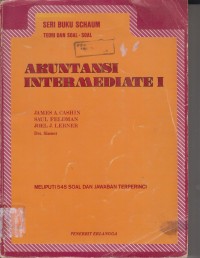 SERI BUKU SCHAUM
TEORI DAN SOAL - SOAL
AKUNTANSI
INTERMEDIATE I
JAMES A. CASHIN
SAUL FELDMAN
JOEL J. LERNER
MELIPUTI 545 SOAL DAN JAWABAN TERPERINCI
PENERBIT ERLANGGA